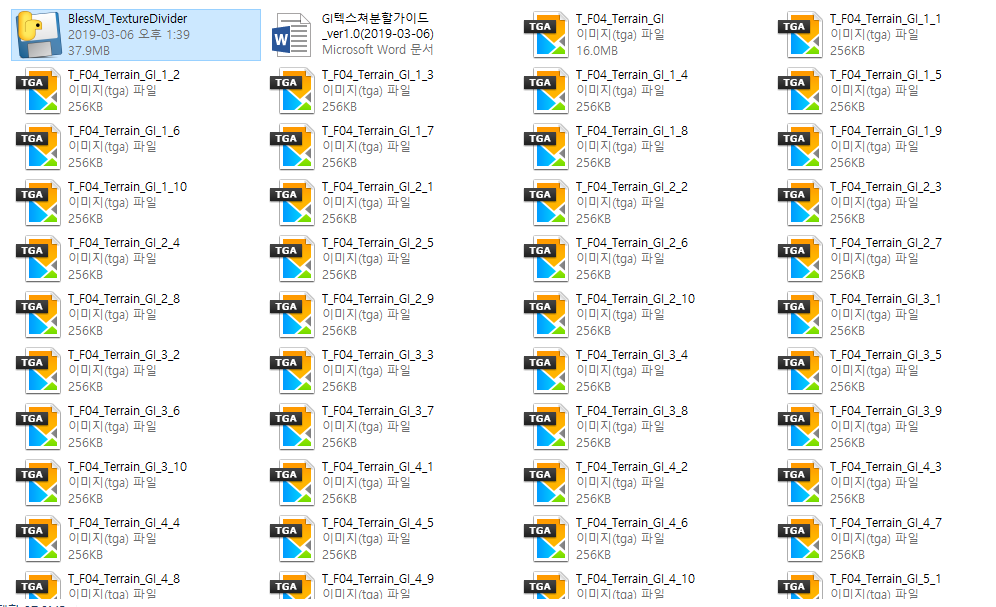 BlessM_TextureDivider
2019-03-06 오후 1:39
37.9MB
GI텍스쳐분할가이드
_ver1.0(2019-03-06)
Microsoft Word 문서
TGA
T_F04_Terrain_GI
이미지(tga) 파일
16.0MB
TGA
T_F04_Terrain_GI_1_1
이미지(tga) 파일
256KB
TGA
T_F04_Terrain_GI_1_2
이미지(tga) 파일
256KB
TGA
T_F04_Terrain_GI_1_3
이미지(tga) 파일
256KB
TGA
T_F04_Terrain_GI_1_4
이미지(tga) 파일
256KB
TGA
T_F04_Terrain_GI_1_5
이미지(tga) 파일
256KB
TGA
T_F04_Terrain_GI_1_6
이미지(tga) 파일
256KB
TGA
T_F04_Terrain_GI_1_7
이미지(tga) 파일
256KB
TGA
T_F04_Terrain_GI_1_8
이미지(tga) 파일
256KB
TGA
T_F04_Terrain_GI_1_9
이미지(tga) 파일
256KB
TGA
T_F04_Terrain_GI_1_10
이미지(tga) 파일
256KB
TGA
T_F04_Terrain_GI_2_1
이미지(tga) 파일
256KB
TGA
T_F04_Terrain_GI_2_2
이미지(tga) 파일
256KB
TGA
T_F04_Terrain_GI_2_3
이미지(tga) 파일
256KB
TGA
T_F04_Terrain_GI_2_4
이미지(tga) 파일
256KB
TGA
T_F04_Terrain_GI_2_5
이미지(tga) 파일
256KB
TGA
T_F04_Terrain_GI_2_6
이미지(tga) 파일
256KB
TGA
T_F04_Terrain_GI_2_7
이미지(tga) 파일
256KB
TGA
T_F04_Terrain_GI_2_8
이미지(tga) 파일
256KB
TGA
T_F04_Terrain_GI_2_9
이미지(tga) 파일
256KB
TGA
T_F04_Terrain_GI_2_10
이미지(tga) 파일
256KB
TGA
T_F04_Terrain_GI_3_1
이미지(tga) 파일
256KB
TGA
T_F04_Terrain_GI_3_2
이미지(tga) 파일
256KB
TGA
T_F04_Terrain_GI_3_3
이미지(tga) 파일
256KB
TGA
T_F04_Terrain_GI_3_4
이미지(tga) 파일
256KB
TGA
T_F04_Terrain_GI_3_5
이미지(tga) 파일
256KB
TGA
T_F04_Terrain_GI_3_6
이미지(tga) 파일
256KB
TGA
T_F04_Terrain_GI_3_7
이미지(tga) 파일
256KB
TGA
T_F04_Terrain_GI_3_8
이미지(tga) 파일
256KB
TGA
T_F04_Terrain_GI_3_9
이미지(tga) 파일
256KB
TGA
T_F04_Terrain_GI_3_10
이미지(tga) 파일
256KB
TGA
T_F04_Terrain_GI_4_1
이미지(tga) 파일
256KB
TGA
T_F04_Terrain_GI_4_2
이미지(tga) 파일
256KB
TGA
T_F04_Terrain_GI_4_3
이미지(tga) 파일
256KB
TGA
T_F04_Terrain_GI_4_4
이미지(tga) 파일
256KB
TGA
T_F04_Terrain_GI_4_5
이미지(tga) 파일
256KB
TGA
T_F04_Terrain_GI_4_6
이미지(tga) 파일
256KB
TGA
T_F04_Terrain_GI_4_7
이미지(tga) 파일
256KB
TGA
T_F04_Terrain_GI_4_8
이미지(tga) 파일
TGA
T_F04_Terrain_GI_4_9
이미지(tga) 파일
TGA
T_F04_Terrain_GI_4_10
이미지(tga) 파일
TGA
T_F04_Terrain_GI_5_1
이미지(tga) 파일